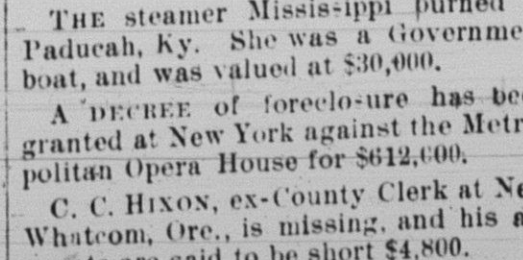 THE steamer Mississippi burned
Paducah, Ky. She was a Governme
boat, and was valued at $30,000.
A DECREE of foreclosure has be
granted at New York against the Metr
politan Opera House for $612,000.
C. C. HIXON, ex-County Clerk at Ne
Whatcom, Ore., is missing, and his a
are said to be short $4,800.